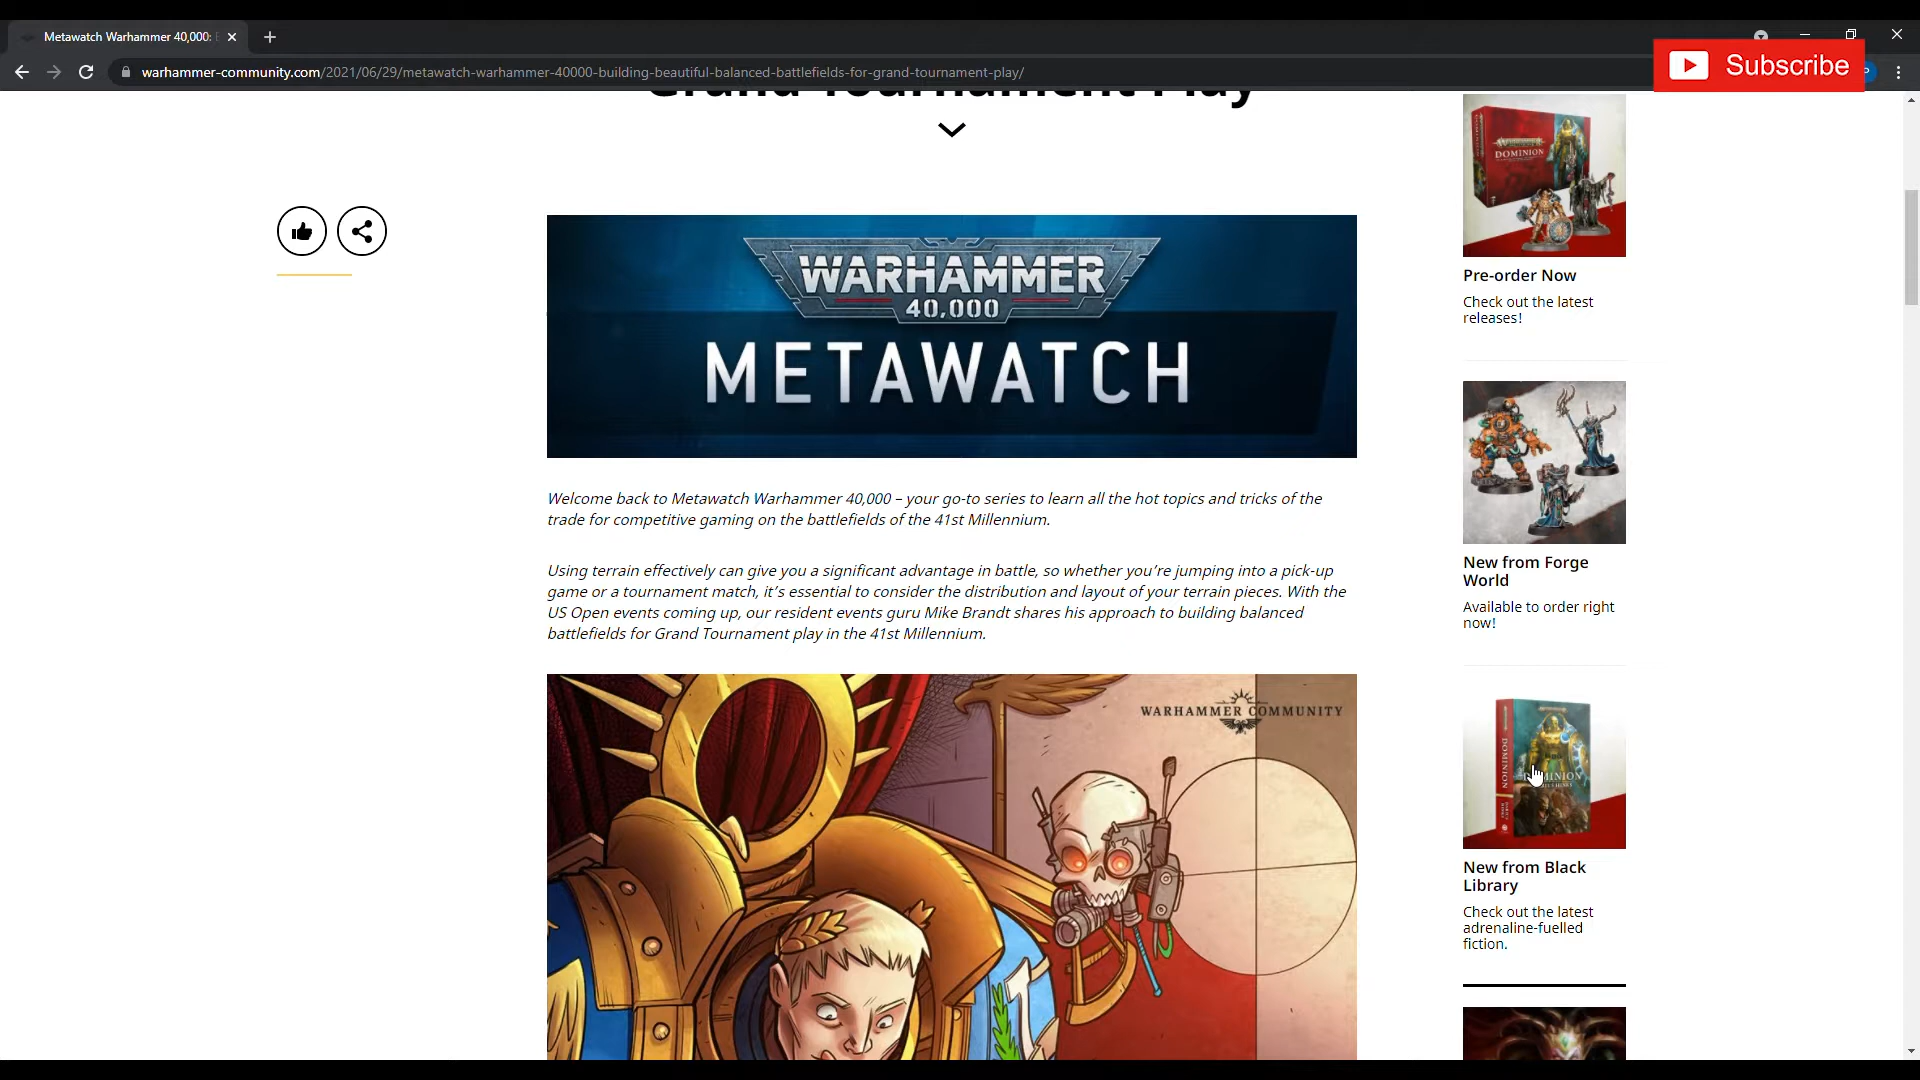 Metawatch Warhammer 40,000:
warhammer-community.com/2021/06/29/metawatch-warhammer-40000-building-beautiful-balanced-battlefields-for-grand-tournament-play/
Subscribe
Grand Tournament Play
WARHAMMER
40,000
METAWATCH
Welcome back to Metawatch Warhammer 40,000 – your go-to series to learn all the hot topics and tricks of the
trade for competitive gaming on the battlefields of the 41st Millennium.
Using terrain effectively can give you a significant advantage in battle, so whether you’re jumping into a pick-up
game or a tournament match, it’s essential to consider the distribution and layout of your terrain pieces. With the
US Open events coming up, our resident events guru Mike Brandt shares his approach to building balanced
battlefields for Grand Tournament play in the 41st Millennium.
WARHAMMER COMMUNITY
DOMINION
Pre-order Now
Check out the latest
releases!
New from Forge
World
Available to order right
now!
DOMINION
New from Black
Library
Check out the latest
adrenaline-fuelled
fiction.